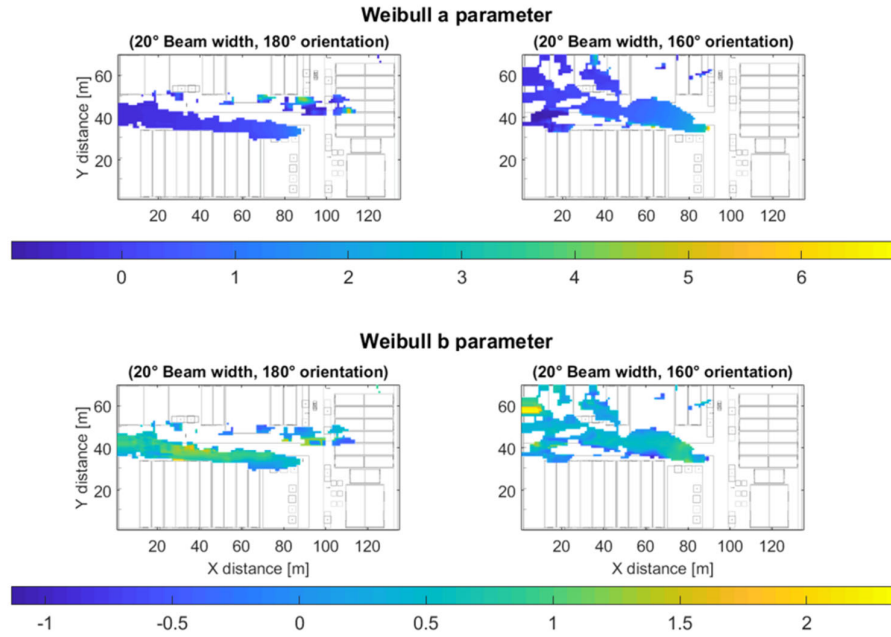 Weibull a parameter
(20° Beam width, 180° orientation) (20° Beam width, 160° orientation)
Y distance [m]
60 60
40 40
20 20
20 40 60 80 100 120 20 40 60 80 100 120
0 1 2 3 4 5 6
Weibull b parameter
(20° Beam width, 180° orientation) (20° Beam width, 160° orientation)
Y distance [m]
60 60
40 40
20 20
20 40 60 80 100 120 20 40 60 80 100 120
X distance [m] X distance [m]
-1 -0.5 0 0.5 1 1.5 2